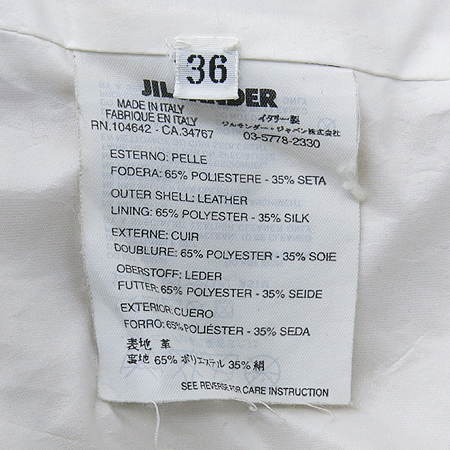 36
JIL SANDER
MADE IN ITALY
FABRIQUE EN ITALY
RN.104642 - CA.34767
イタリー製
ジルサンダー・ジャパン株式会社
03-5778-2330
ESTERNO: PELLE
FODERA: 65% POLIESTERE - 35% SETA
OUTER SHELL: LEATHER
LINING: 65% POLYESTER - 35% SILK
EXTERNE: CUIR
DOUBLURE: 65% POLYESTER - 35% SOIE
OBERSTOFF: LEDER
FUTTER: 65% POLYESTER - 35% SEIDE
EXTERIOR: CUERO
FORRO: 65% POLIÉSTER - 35% SEDA
表地 革
裏地 65% ポリエステル 35% 絹
SEE REVERSE FOR CARE INSTRUCTION